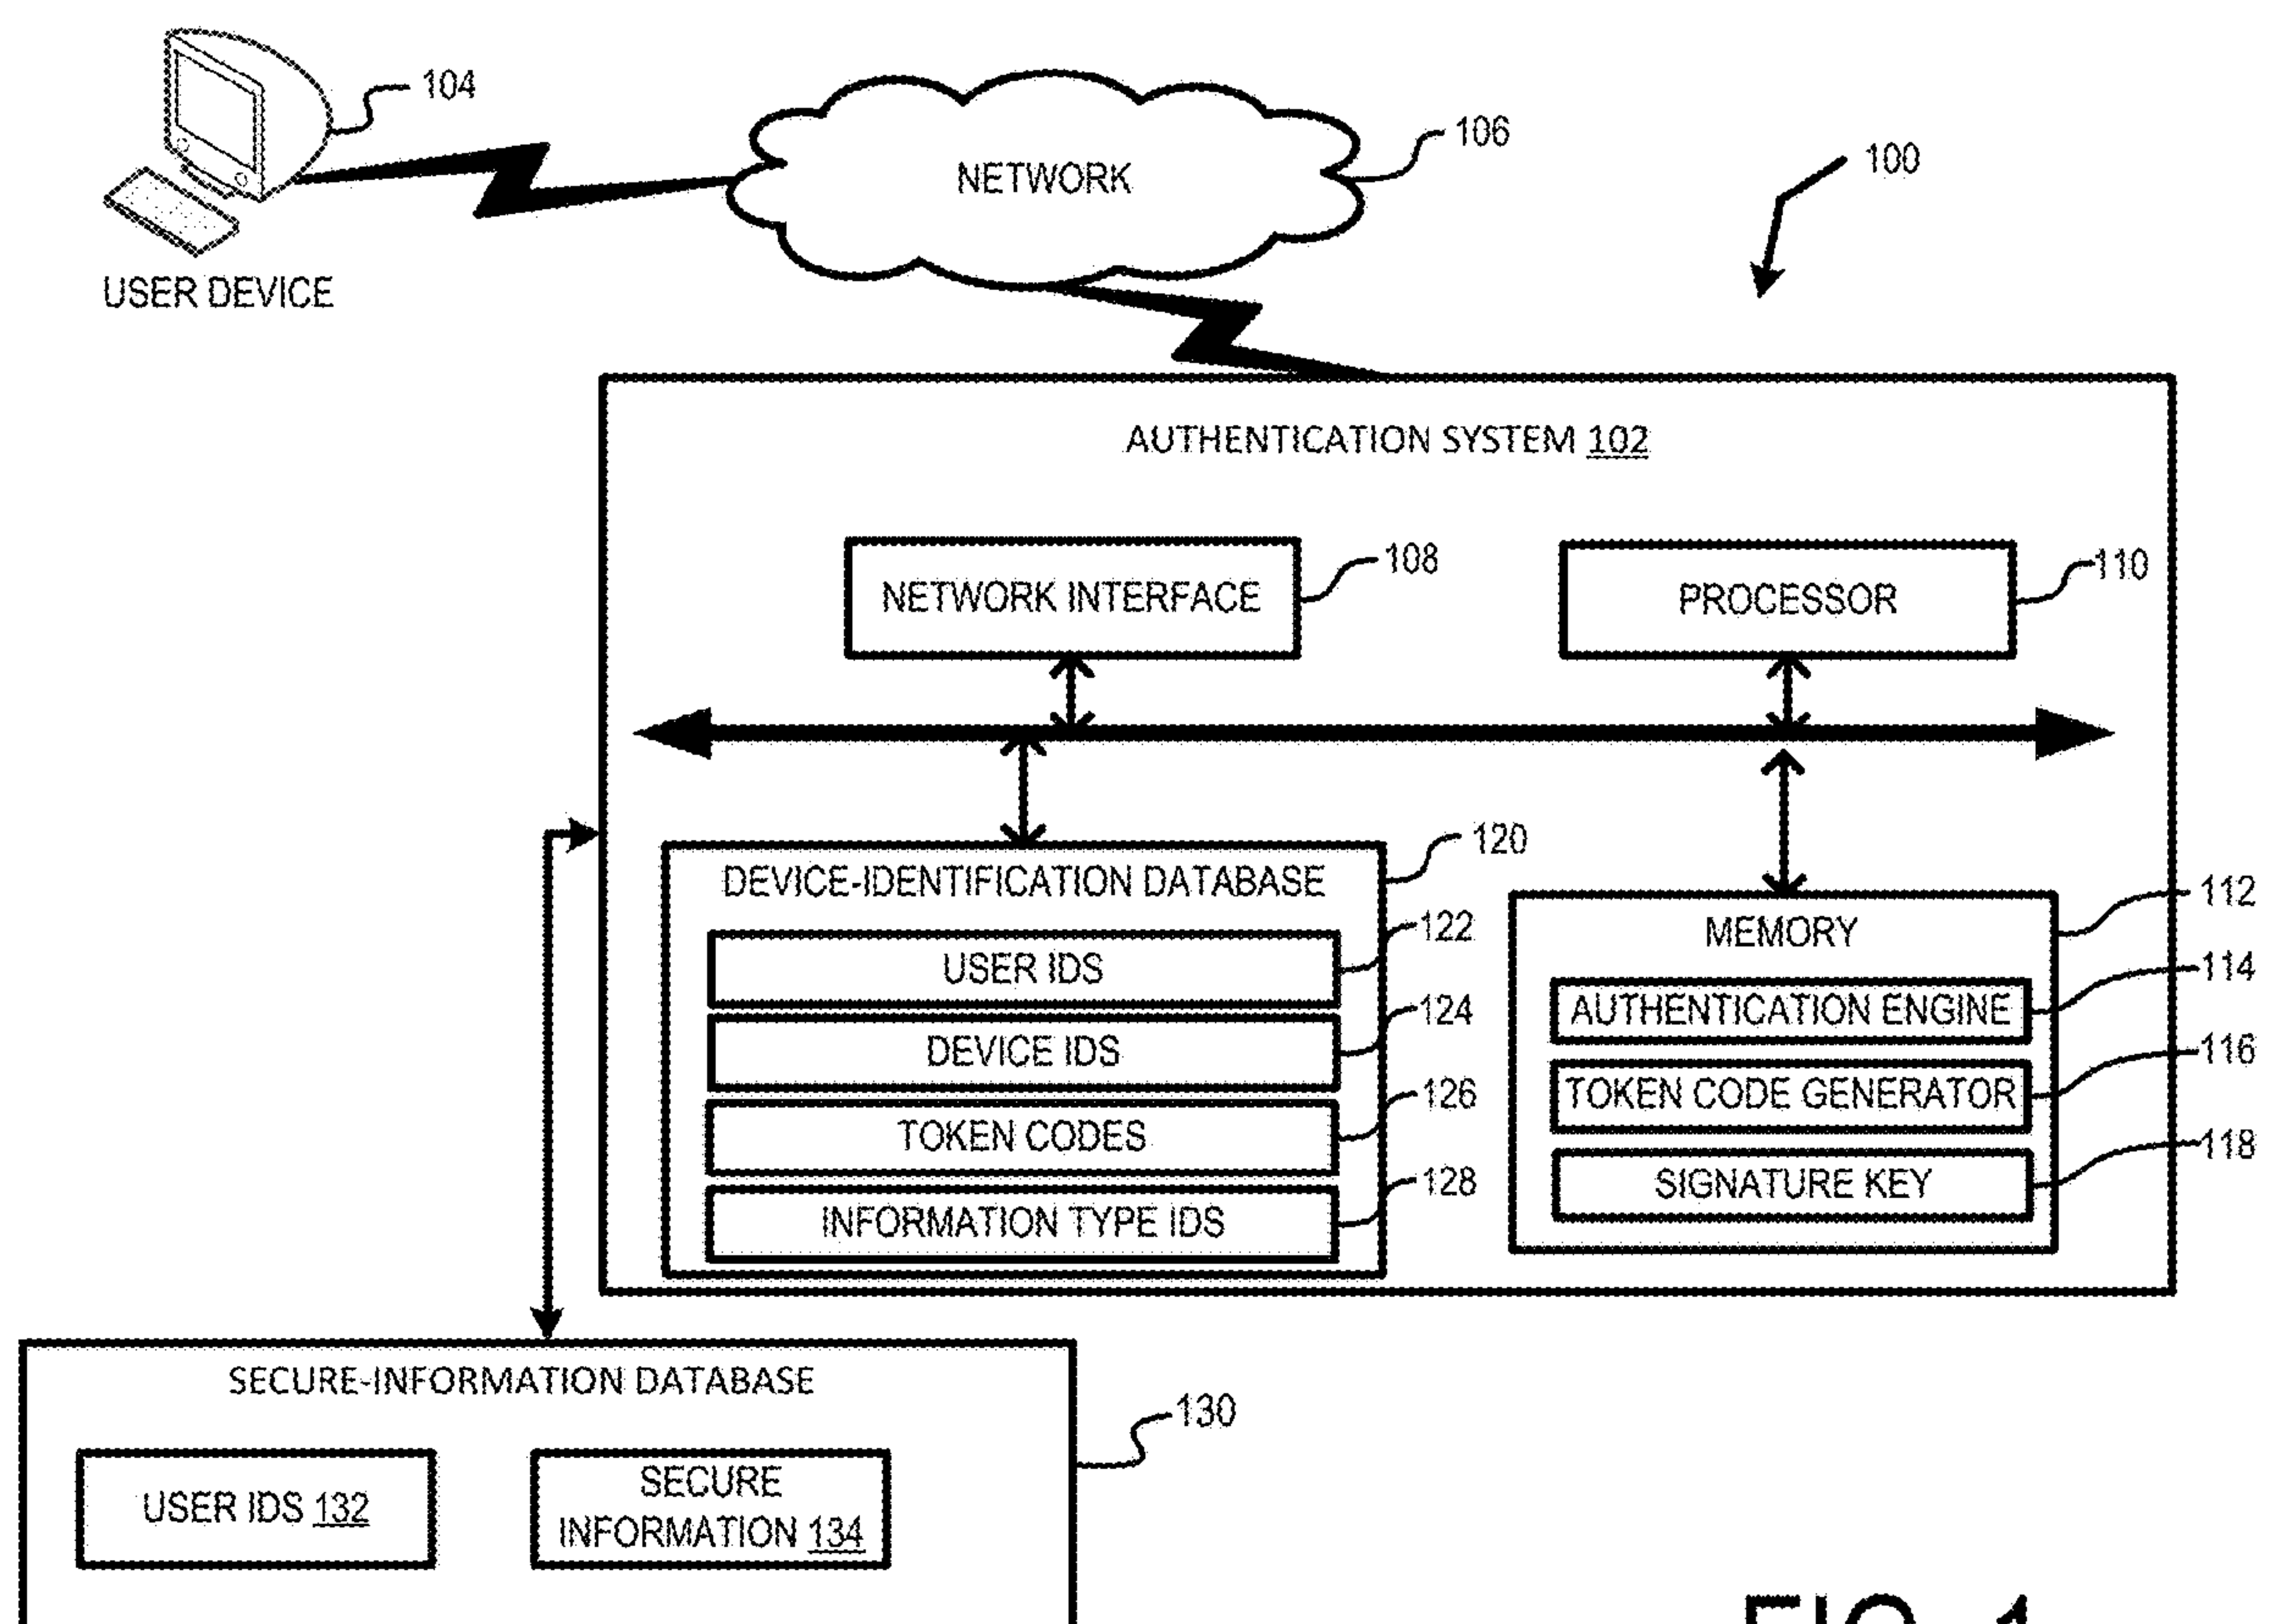 104
NETWORK
106
100
USER DEVICE
AUTHENTICATION SYSTEM 102
NETWORK INTERFACE
108
PROCESSOR
110
DEVICE-IDENTIFICATION DATABASE
120
USER IDS
122
DEVICE IDS
124
TOKEN CODES
126
INFORMATION TYPE IDS
128
MEMORY
112
AUTHENTICATION ENGINE
114
TOKEN CODE GENERATOR
116
SIGNATURE KEY
118
SECURE-INFORMATION DATABASE
130
USER IDS 132
SECURE
INFORMATION 134
FIG. 1